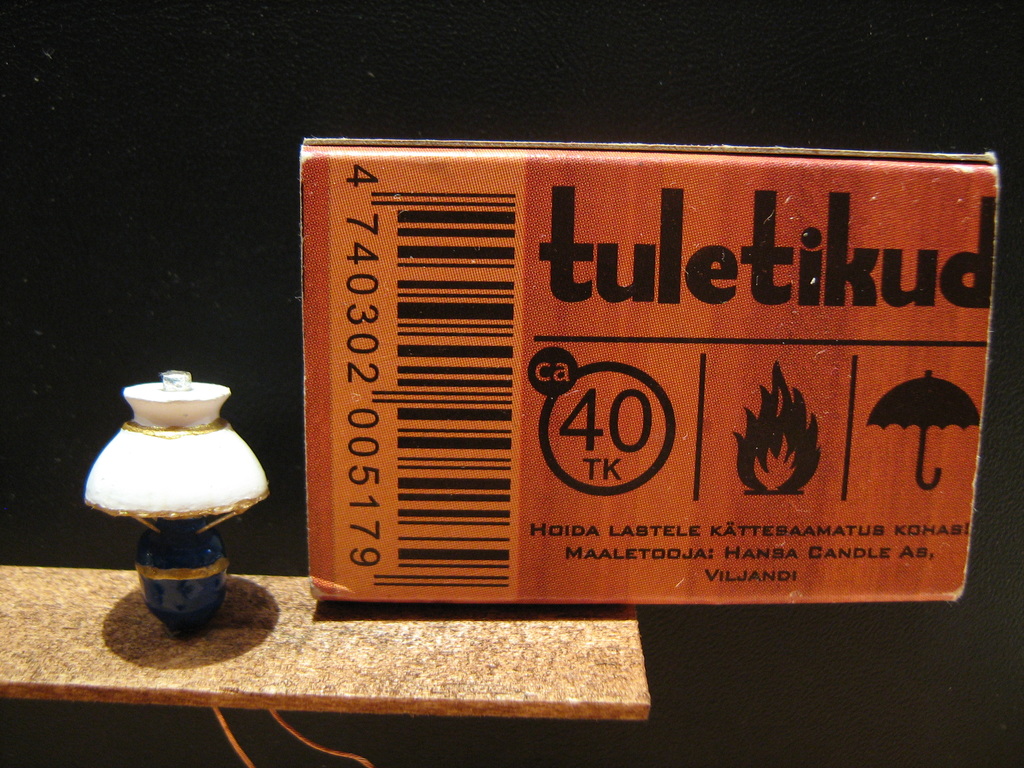 4 740302 005179
tuletikud
ca
40
TK
HOIDA LASTELE KÄTTESAAMATUS KOHAS!
MAALETOOJA: HANSA CANDLE AS,
VILJANDI